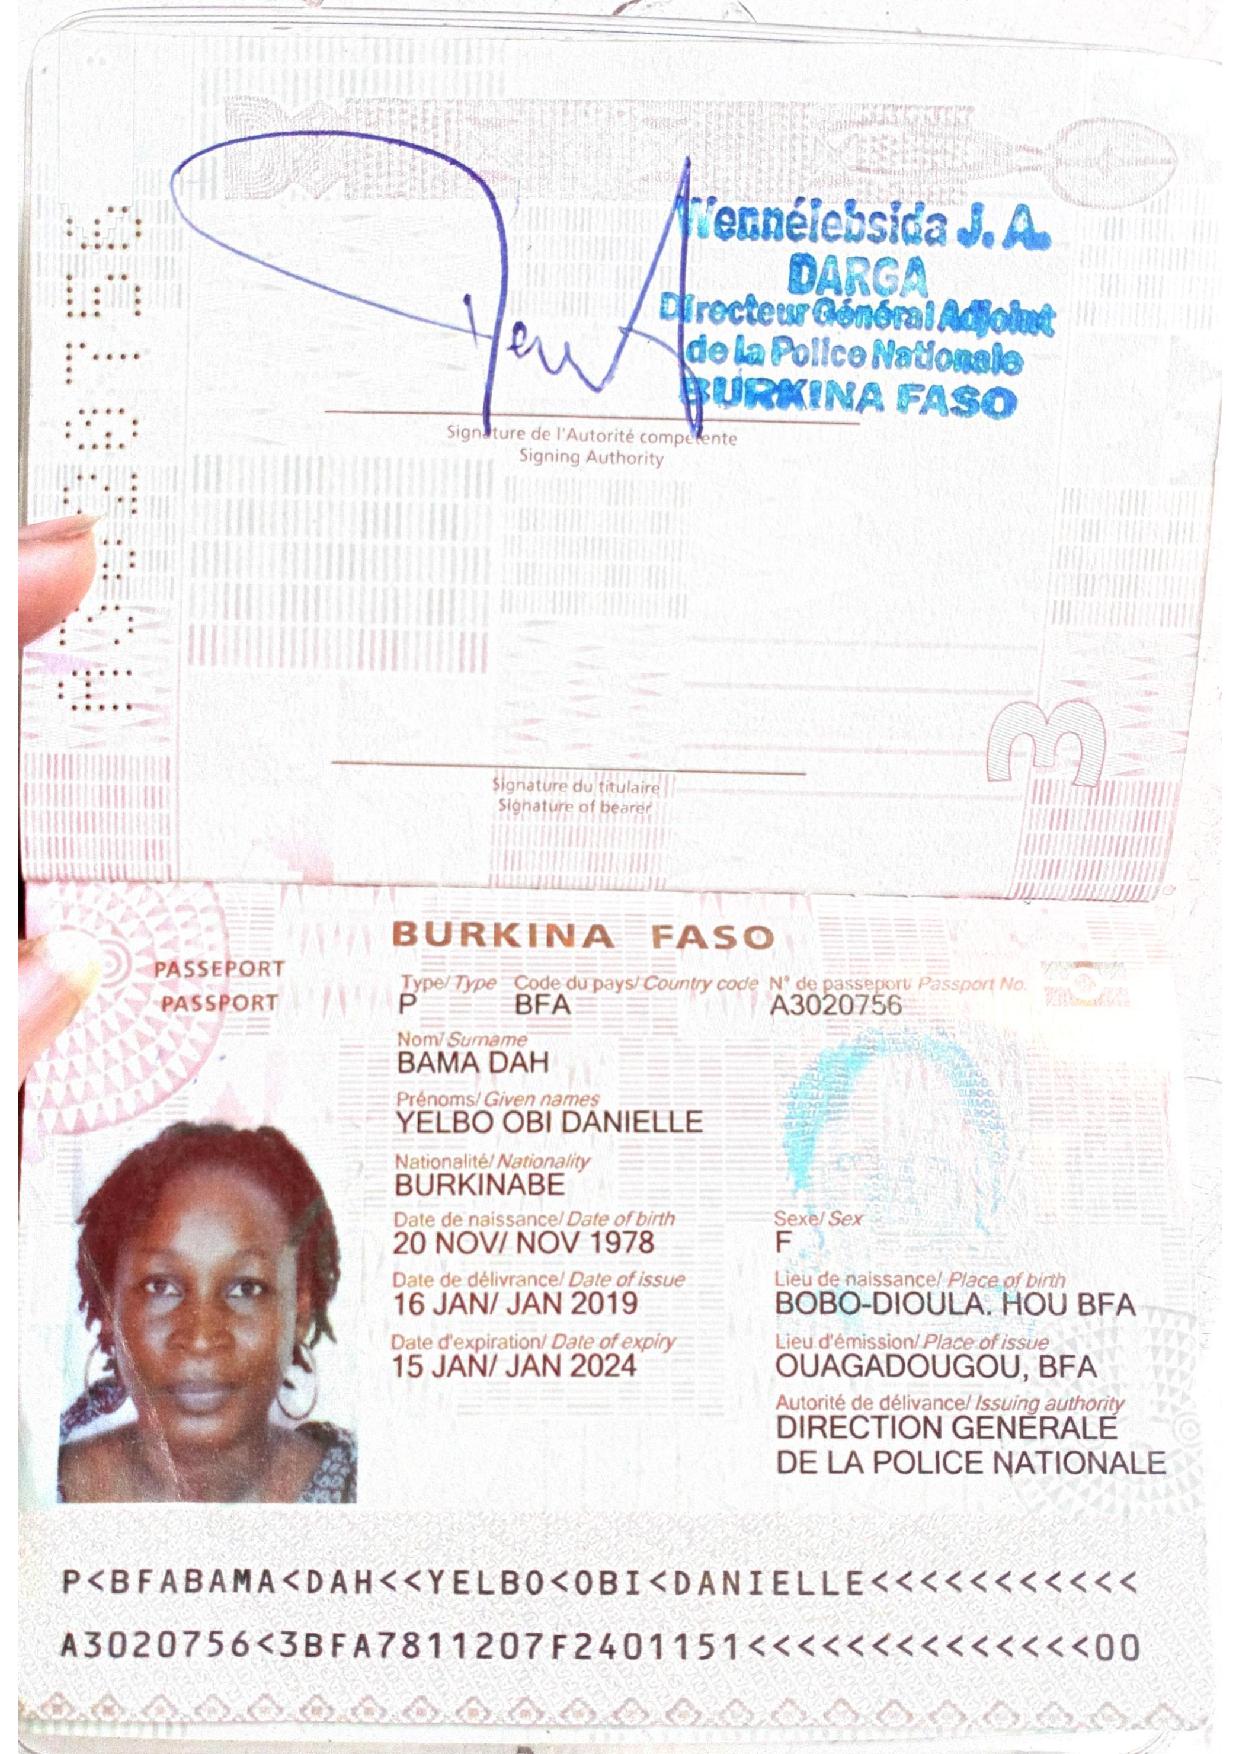 Wennélebsida J. A.
DARGA
Directeur Général Adjoint
de la Police Nationale
BURKINA FASO
Signature de l'Autorité compétente
Signing Authority
A3020756
3
Signature du titulaire
Signature of bearer
BURKINA FASO
PASSEPORT
PASSPORT
Type/ Type Code du pays/ Country code N° de passeport/ Passport No.
P BFA A3020756
Nom/ Surname
BAMA DAH
Prénoms/ Given names
YELBO OBI DANIELLE
Nationalité/ Nationality
BURKINABE
Date de naissance/ Date of birth Sexe/ Sex
20 NOV/ NOV 1978 F
Date de délivrance/ Date of issue Lieu de naissance/ Place of birth
16 JAN/ JAN 2019 BOBO-DIOULA. HOU BFA
Date d'expiration/ Date of expiry Lieu d'émission/ Place of issue
15 JAN/ JAN 2024 OUAGADOUGOU, BFA
Autorité de délivance/ Issuing authority
DIRECTION GENERALE
DE LA POLICE NATIONALE
P<BFABAMA<DAH<<YELBO<OBI<DANIELLE<<<<<<<<<<<
A3020756<3BFA7811207F2401151<<<<<<<<<<<<<<00